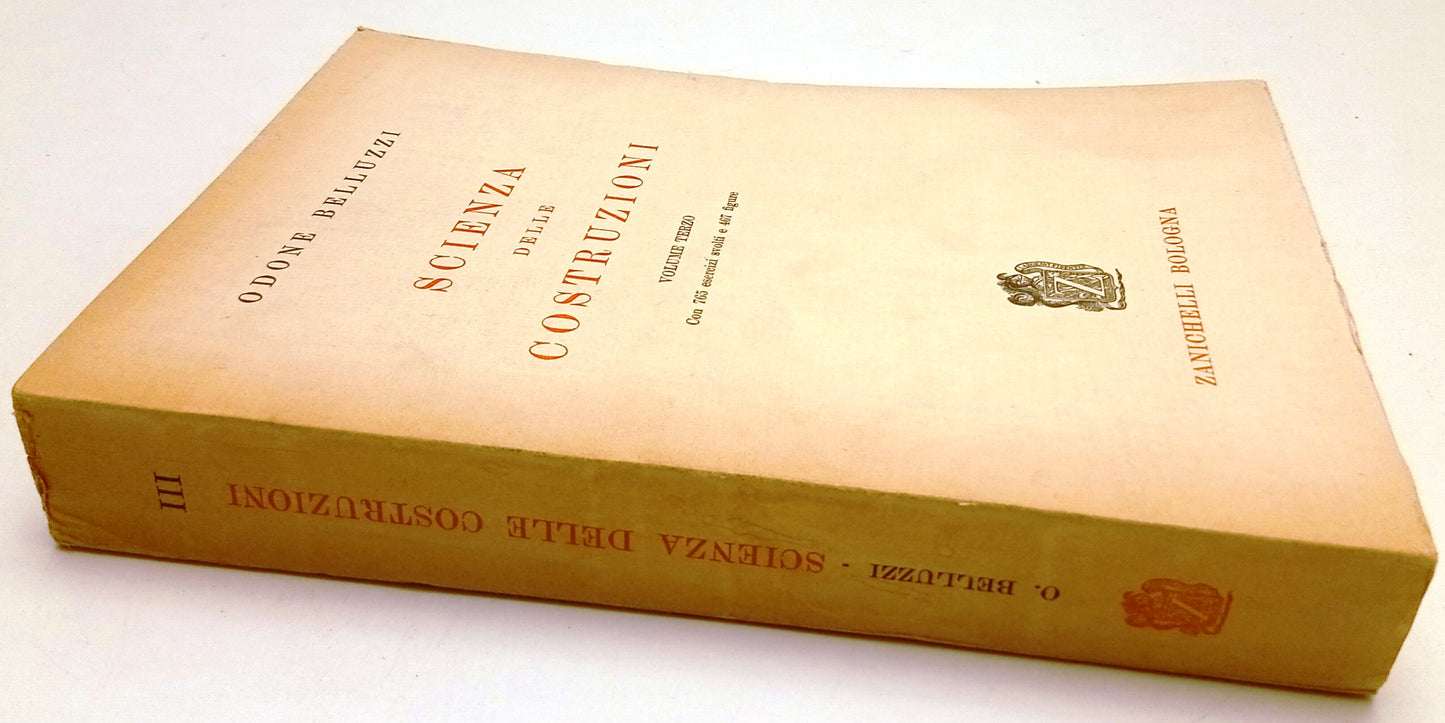 ODONE BELLUZZI
SCIENZA
DELLE
COSTRUZIONI
VOLUME TERZO
Con 765 esercizi svolti e 467 figure
Z
ZANICHELLI BOLOGNA
O. BELLUZZI - SCIENZA DELLE COSTRUZIONI III
Z